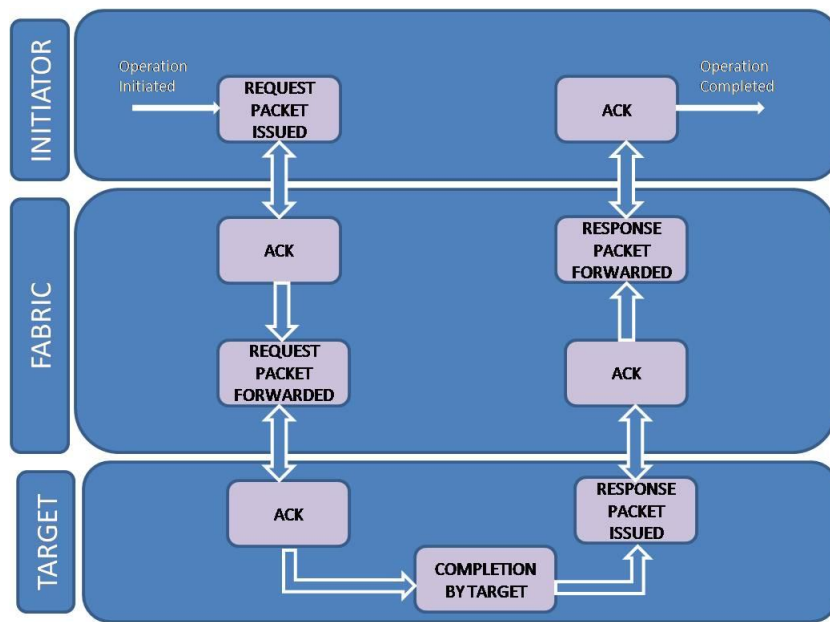 INITIATOR
Operation
Initiated
REQUEST
PACKET
ISSUED
ACK
Operation
Completed
FABRIC
ACK
RESPONSE
PACKET
FORWARDED
REQUEST
PACKET
FORWARDED
ACK
TARGET
ACK
RESPONSE
PACKET
ISSUED
COMPLETION
BY TARGET